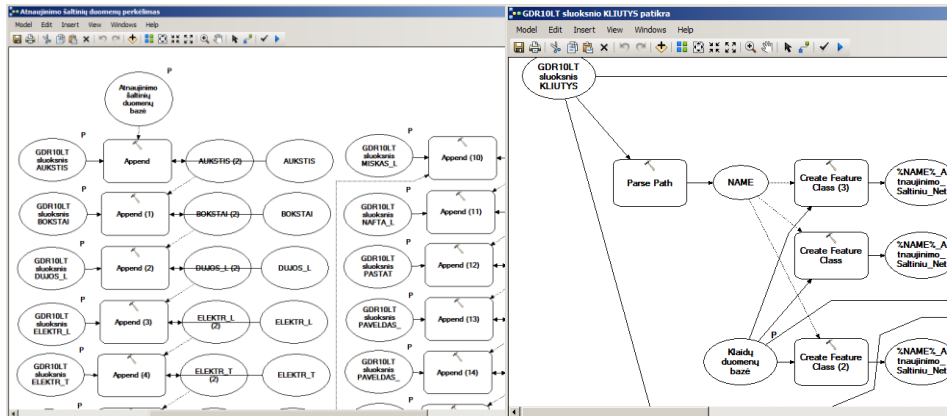 Atnaujinimo šaltinių duomenų perkėlimas
Model Edit Insert View Windows Help
P
Atnaujinimo
šaltinių
duomenų
bazė
P
GDR10LT
sluoksnis
AUKSTIS
Append
AUKSTIS (2)
AUKSTIS
P
GDR10LT
sluoksnis
BOKSTAI
Append (1)
BOKSTAI (2)
BOKSTAI
P
GDR10LT
sluoksnis
DUJOS_L
Append (2)
DUJOS_L (2)
DUJOS_L
P
GDR10LT
sluoksnis
ELEKTR_L
Append (3)
ELEKTR_L
(2)
ELEKTR_L
P
GDR10LT
sluoksnis
ELEKTR_T
Append (4)
ELEKTR_T
(2)
ELEKTR_T
P
GDR10LT
sluoksnis
MISKAS_L
Append (10)
P
GDR10LT
sluoksnis
NAFTA_L
Append (11)
P
GDR10LT
sluoksnis
PASTAT
Append (12)
P
GDR10LT
sluoksnis
PAVELDAS_
Append (13)
P
GDR10LT
sluoksnis
PAVELDAS_
Append (14)
P
GDR10LT sluoksnio KLIUTYS patikra
Model Edit Insert View Windows Help
GDR10LT
sluoksnis
KLIUTYS
Parse Path
NAME
Create Feature
Class (3)
%NAME%_A
tnaujinimo_
Saltiniu_Net
Create Feature
Class
%NAME%_A
tnaujinimo_
Saltiniu_Net
P
Klaidų
duomenų
bazė
Create Feature
Class (2)
%NAME%_A
tnaujinimo_
Saltiniu_Net